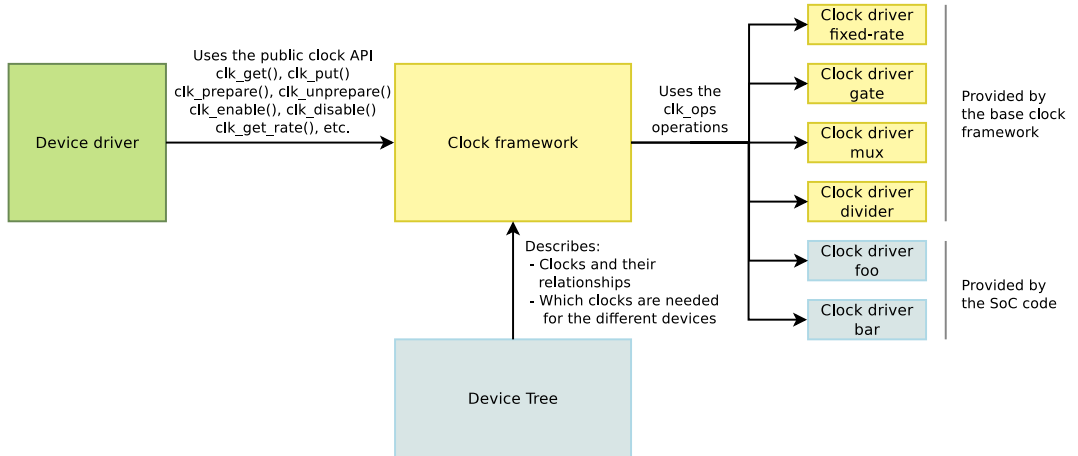 Uses the public clock API
clk_get(), clk_put()
clk_prepare(), clk_unprepare()
clk_enable(), clk_disable()
clk_get_rate(), etc.
Device driver
Clock framework
Uses the
clk_ops
operations
Clock driver
fixed-rate
Clock driver
gate
Clock driver
mux
Clock driver
divider
Provided by
the base clock
framework
Clock driver
foo
Clock driver
bar
Provided by
the SoC code
Describes:
- Clocks and their
relationships
- Which clocks are needed
for the different devices
Device Tree